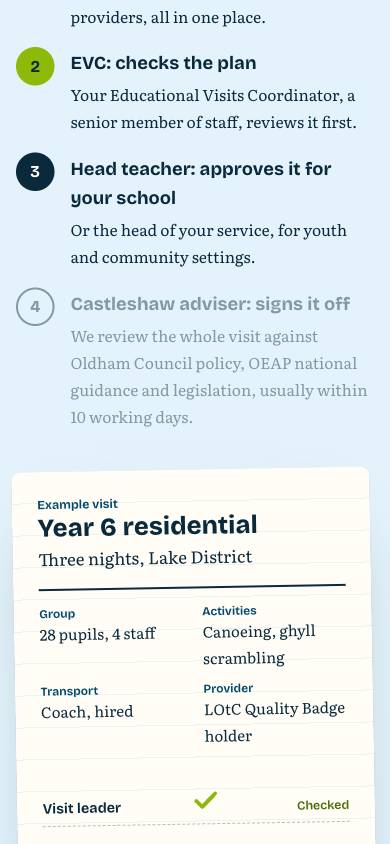 providers, all in one place.
2
EVC: checks the plan
Your Educational Visits Coordinator, a
senior member of staff, reviews it first.
3
Head teacher: approves it for
your school
Or the head of your service, for youth
and community settings.
4
Castleshaw adviser: signs it off
We review the whole visit against
Oldham Council policy, OEAP national
guidance and legislation, usually within
10 working days.
Example visit
Year 6 residential
Three nights, Lake District
Group
28 pupils, 4 staff
Activities
Canoeing, ghyll
scrambling
Transport
Coach, hired
Provider
LOtC Quality Badge
holder
Visit leader
Checked